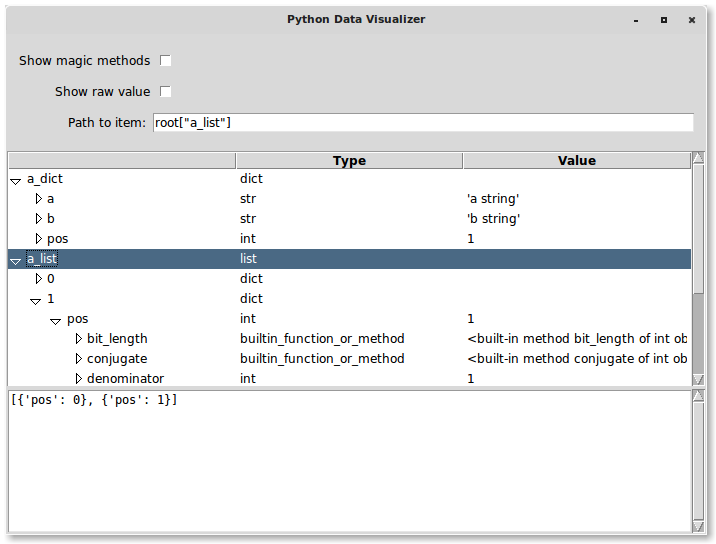 Python Data Visualizer
Show magic methods
Show raw value
Path to item: root["a_list"]
Type Value
a_dict dict
a str 'a string'
b str 'b string'
pos int 1
a_list list
0 dict
1 dict
pos int 1
bit_length builtin_function_or_method <built-in method bit_length of int ob
conjugate builtin_function_or_method <built-in method conjugate of int ob
denominator int 1
[{'pos': 0}, {'pos': 1}]